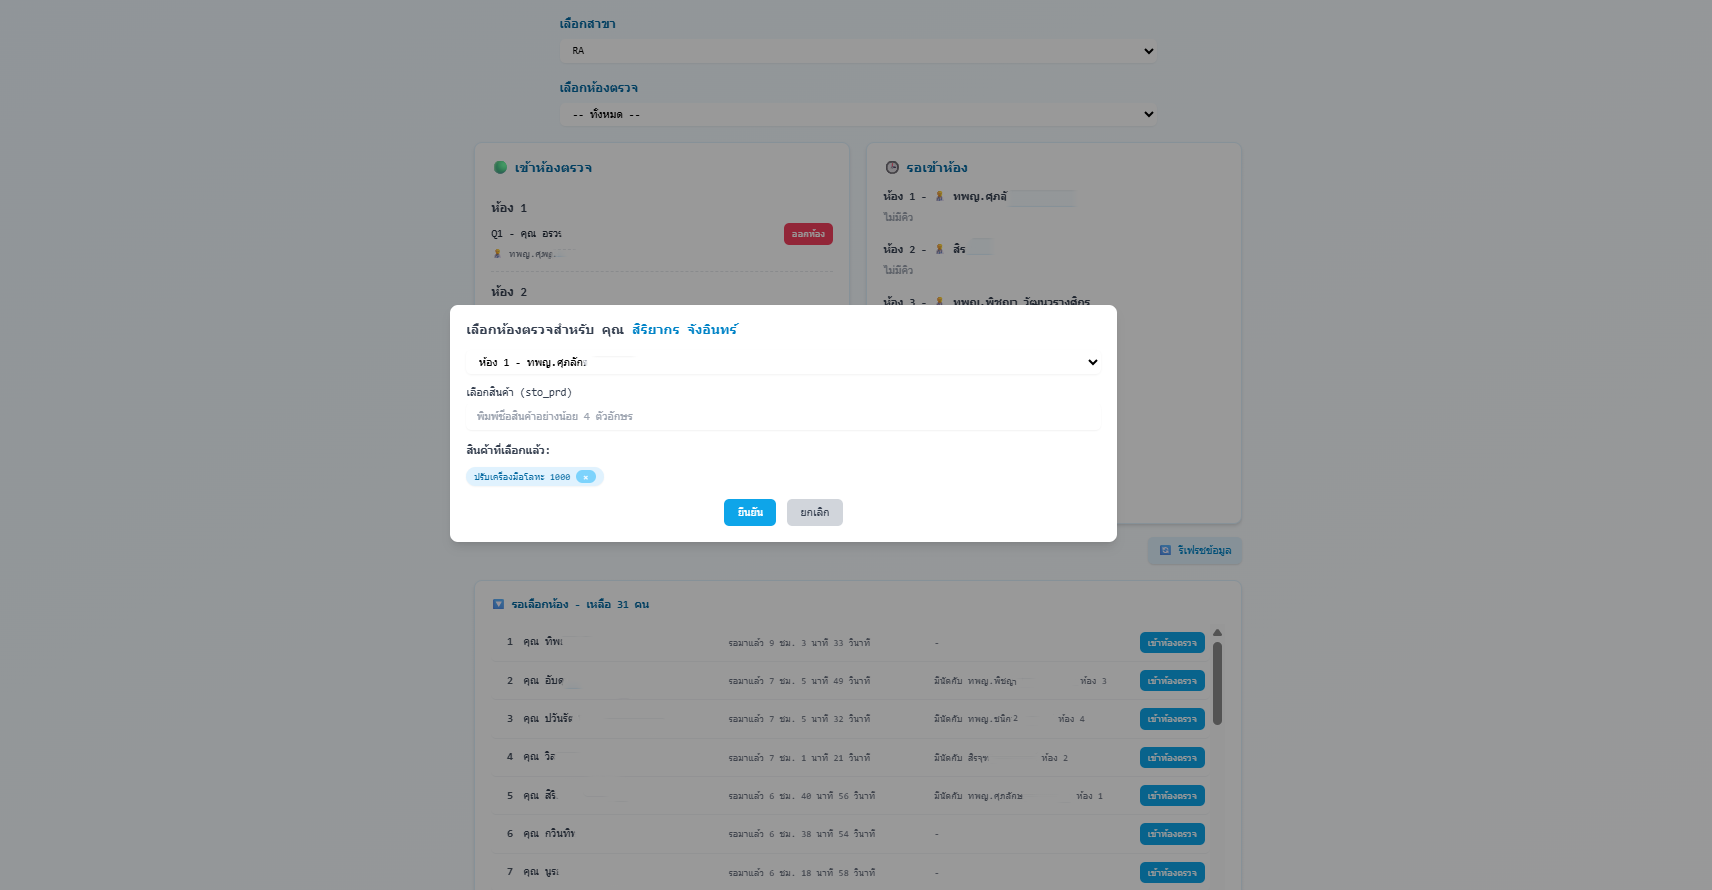 เลือกสาขา
RA
เลือกห้องตรวจ
-- ทั้งหมด --
เข้าห้องตรวจ
ห้อง 1
Q1 - คุณ อรวร
ออกห้อง
ทพญ.ศุภ
ห้อง 2
รอเข้าห้อง
ห้อง 1 - ทพญ.ศุภลั
ไม่มีคิว
ห้อง 2 - สิร
ไม่มีคิว
ห้อง 3 - ทพญ.พิชญา วัฒนวรางศิกร
เลือกห้องตรวจสำหรับ คุณ สิริยากร จังอินทร์
ห้อง 1 - ทพญ.ศุภลักษ
เลือกสินค้า (sto_prd)
พิมพ์ชื่อสินค้าอย่างน้อย 4 ตัวอักษร
สินค้าที่เลือกแล้ว:
ปรับเครื่องมือโลหะ 1000 ×
ยืนยัน ยกเลิก
รีเฟรชข้อมูล
รอเลือกห้อง - เหลือ 31 คน
1 คุณ ทิพ รอมาแล้ว 9 ชม. 3 นาที 33 วินาที - เข้าห้องตรวจ
2 คุณ อับด รอมาแล้ว 7 ชม. 5 นาที 49 วินาที มีนัดกับ ทพญ.พิชญ ห้อง 3 เข้าห้องตรวจ
3 คุณ ปวันรั รอมาแล้ว 7 ชม. 5 นาที 32 วินาที มีนัดกับ ทพญ.ชนิก ห้อง 4 เข้าห้องตรวจ
4 คุณ วิล รอมาแล้ว 7 ชม. 1 นาที 21 วินาที มีนัดกับ สิรจุฑ ห้อง 2 เข้าห้องตรวจ
5 คุณ สิริ รอมาแล้ว 6 ชม. 40 นาที 56 วินาที มีนัดกับ ทพญ.ศุภลักษ ห้อง 1 เข้าห้องตรวจ
6 คุณ กวินทิพ รอมาแล้ว 6 ชม. 38 นาที 54 วินาที - เข้าห้องตรวจ
7 คุณ นูร รอมาแล้ว 6 ชม. 18 นาที 58 วินาที - เข้าห้องตรวจ